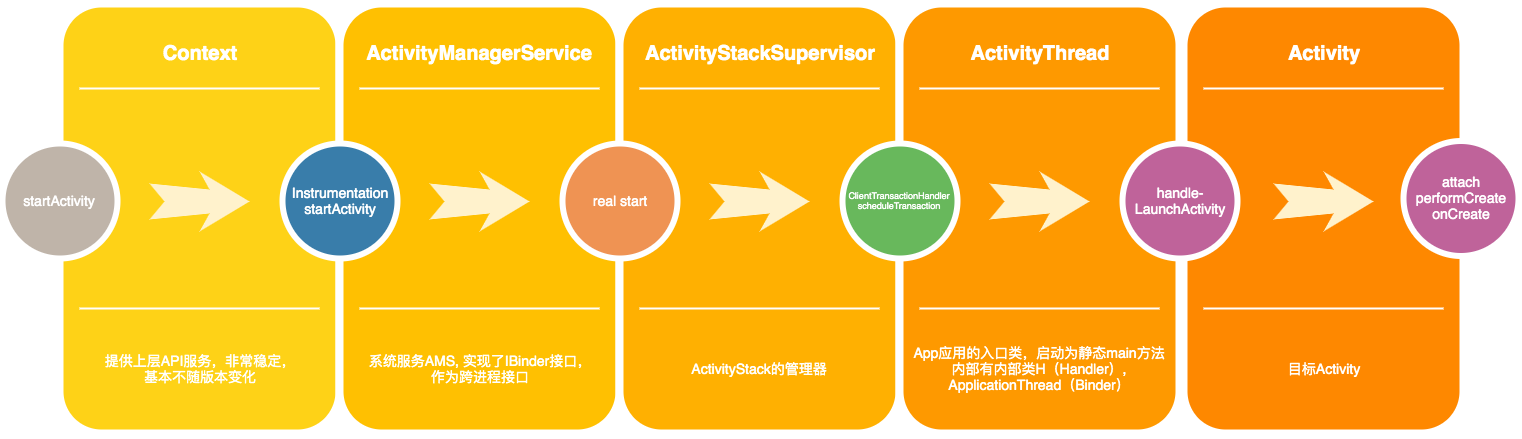 Context
ActivityManagerService
ActivityStackSupervisor
ActivityThread
Activity
startActivity
Instrumentation
startActivity
real start
ClientTransactionHandler
scheduleTransaction
handle-
LaunchActivity
attach
performCreate
onCreate
提供上层API服务，非常稳定，
基本不随版本变化
系统服务AMS, 实现了IBinder接口，
作为跨进程接口
ActivityStack的管理器
App应用的入口类，启动为静态main方法
内部有内部类H（Handler），
ApplicationThread（Binder）
目标Activity